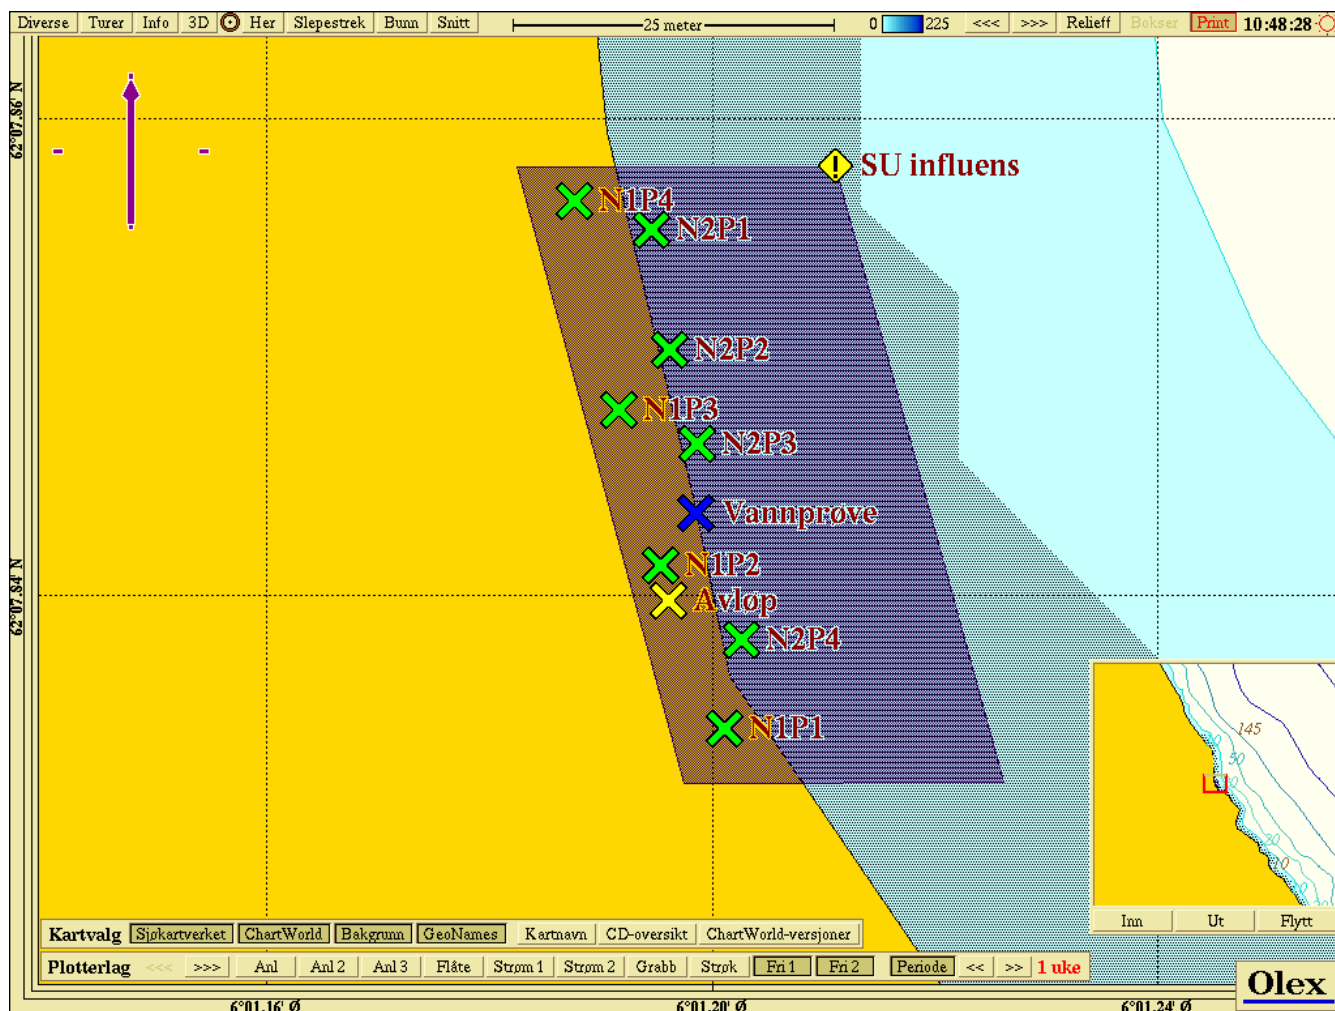 Diverse Turer Info 3D Her Slepestrek Bunn Snitt 25 meter 0 225 <<< >>> Relieff Bokser Print 10:48:28
62°07.86' N
SU influens
N1P4
N2P1
N2P2
N1P3
N2P3
Vannprøve
N1P2
62°07.84' N
Avløp
N2P4
N1P1
145
50
10
Inn Ut Flytt
Kartvalg Sjøkartverket ChartWorld Bakgrunn GeoNames Kartnavn CD-oversikt ChartWorld-versjoner
Plotterlag <<< >>> Anl Anl 2 Anl 3 Flåte Strøm 1 Strøm 2 Grabb Strøk Fri 1 Fri 2 Periode << >> 1 uke
Olex
6°01.16' Ø 6°01.20' Ø 6°01.24' Ø